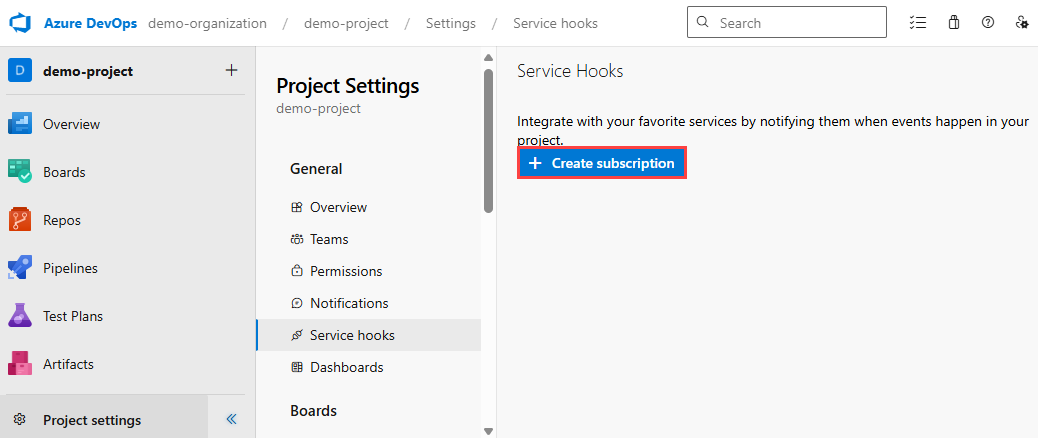 Azure DevOps demo-organization / demo-project / Settings / Service hooks Search
D demo-project +
Overview
Boards
Repos
Pipelines
Test Plans
Artifacts
Project settings
Project Settings
demo-project
General
Overview
Teams
Permissions
Notifications
Service hooks
Dashboards
Boards
Service Hooks
Integrate with your favorite services by notifying them when events happen in your
project.
+ Create subscription